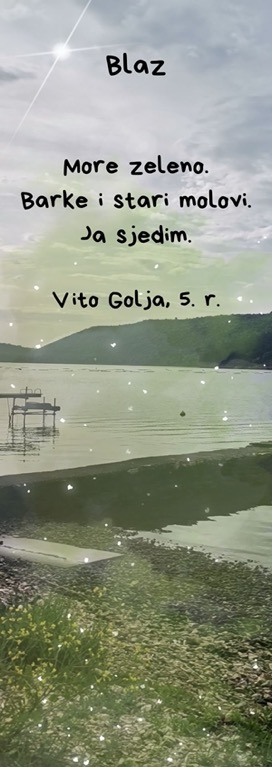 Blaz
More zeleno.
Barke i stari molovi.
Ja sjedim.
Vito Golja, 5. r.